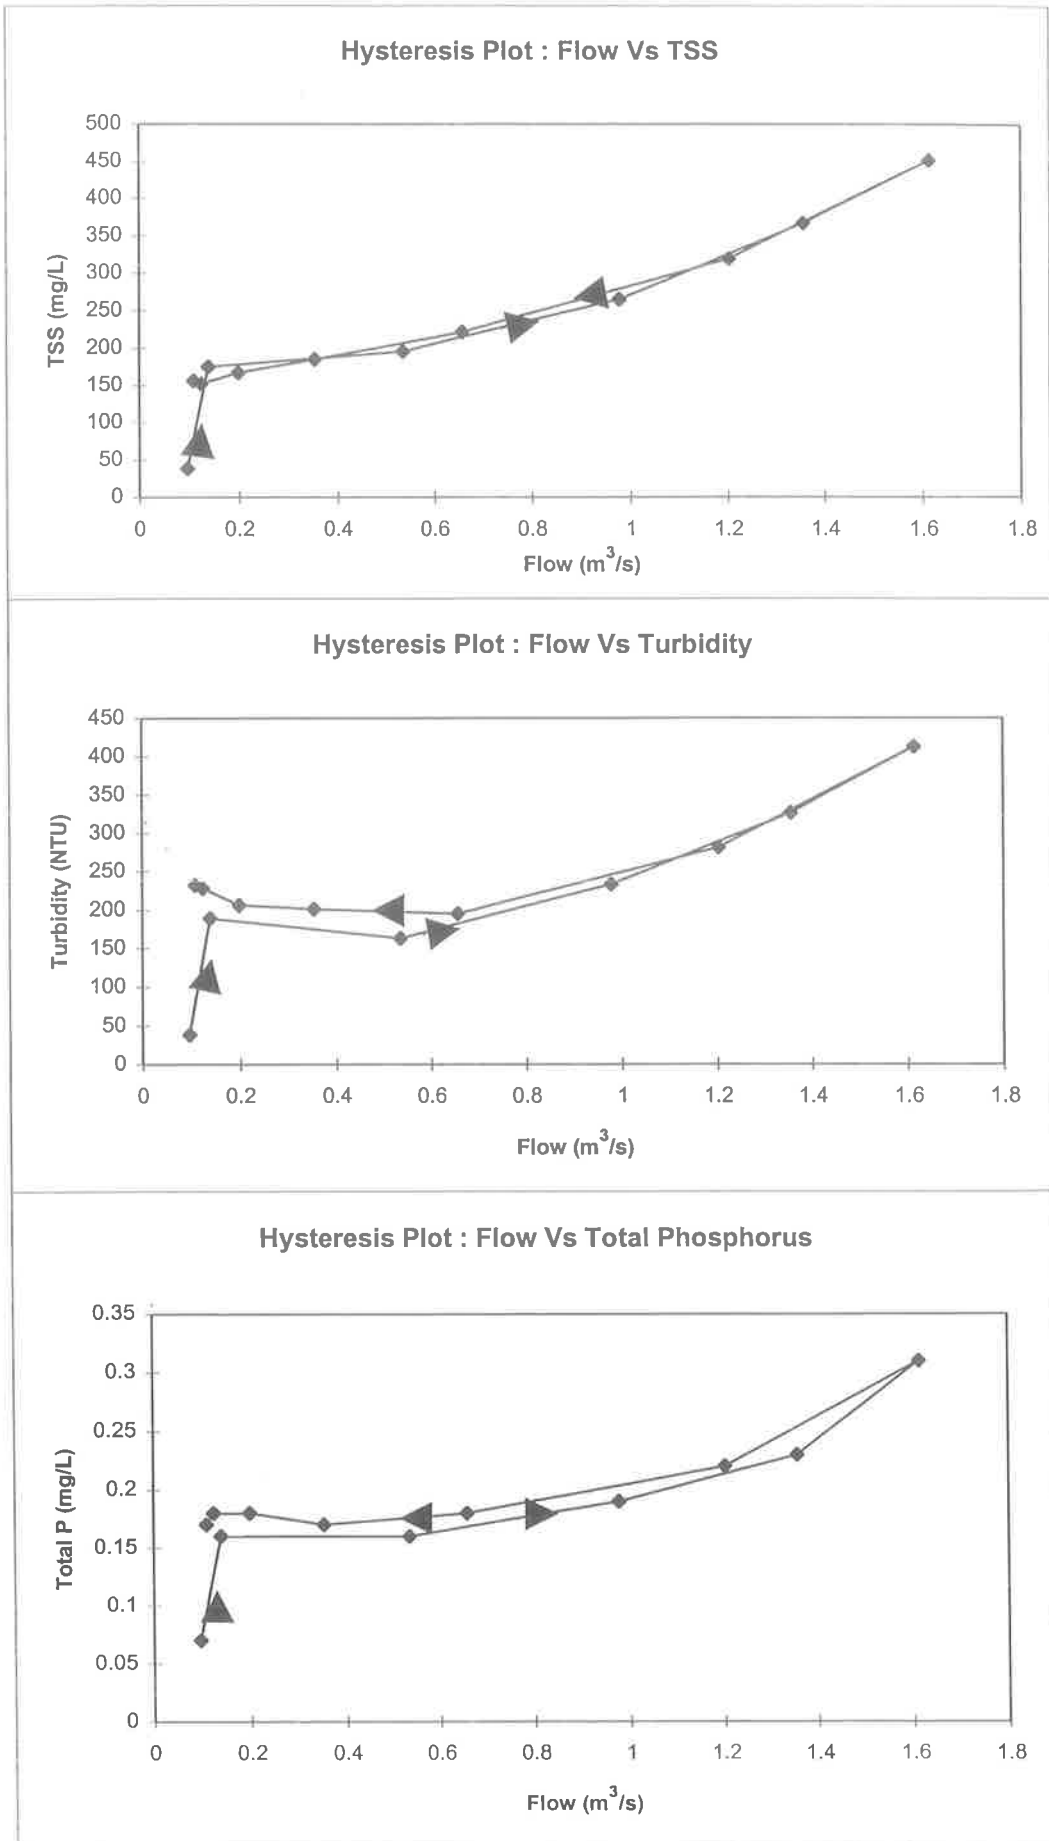 Hysteresis Plot : Flow Vs TSS
500
450
400
350
300
250
200
150
100
50
0
TSS (mg/L)
0 0.2 0.4 0.6 0.8 1 1.2 1.4 1.6 1.8
Flow (m³/s)
Hysteresis Plot : Flow Vs Turbidity
450
400
350
300
250
200
150
100
50
0
Turbidity (NTU)
0 0.2 0.4 0.6 0.8 1 1.2 1.4 1.6 1.8
Flow (m³/s)
Hysteresis Plot : Flow Vs Total Phosphorus
0.35
0.3
0.25
0.2
0.15
0.1
0.05
0
Total P (mg/L)
0 0.2 0.4 0.6 0.8 1 1.2 1.4 1.6 1.8
Flow (m³/s)